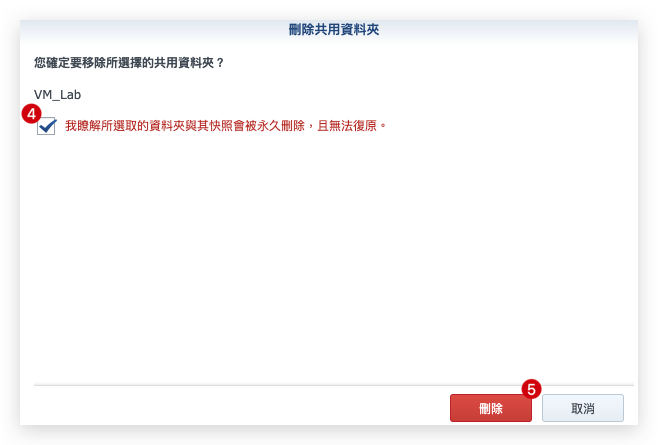 刪除共用資料夾
您確定要移除所選擇的共用資料夾？
VM_Lab
4
我瞭解所選取的資料夾與其快照會被永久刪除，且無法復原。
5
刪除
取消